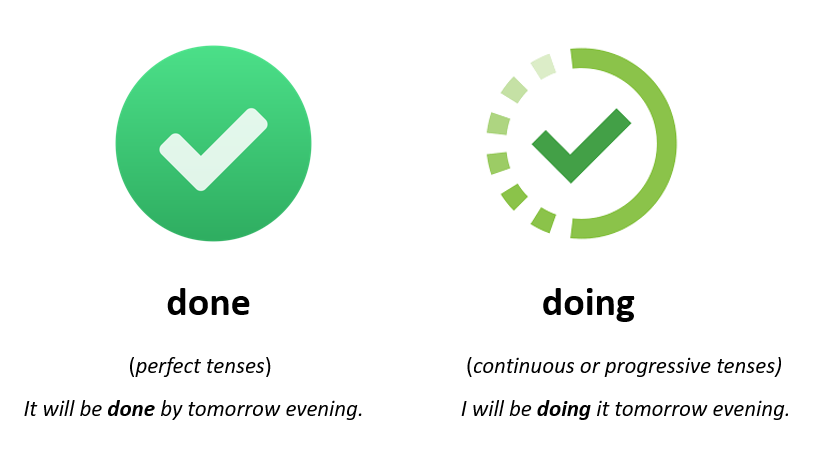 done
doing
(perfect tenses)
(continuous or progressive tenses)
It will be done by tomorrow evening.
I will be doing it tomorrow evening.